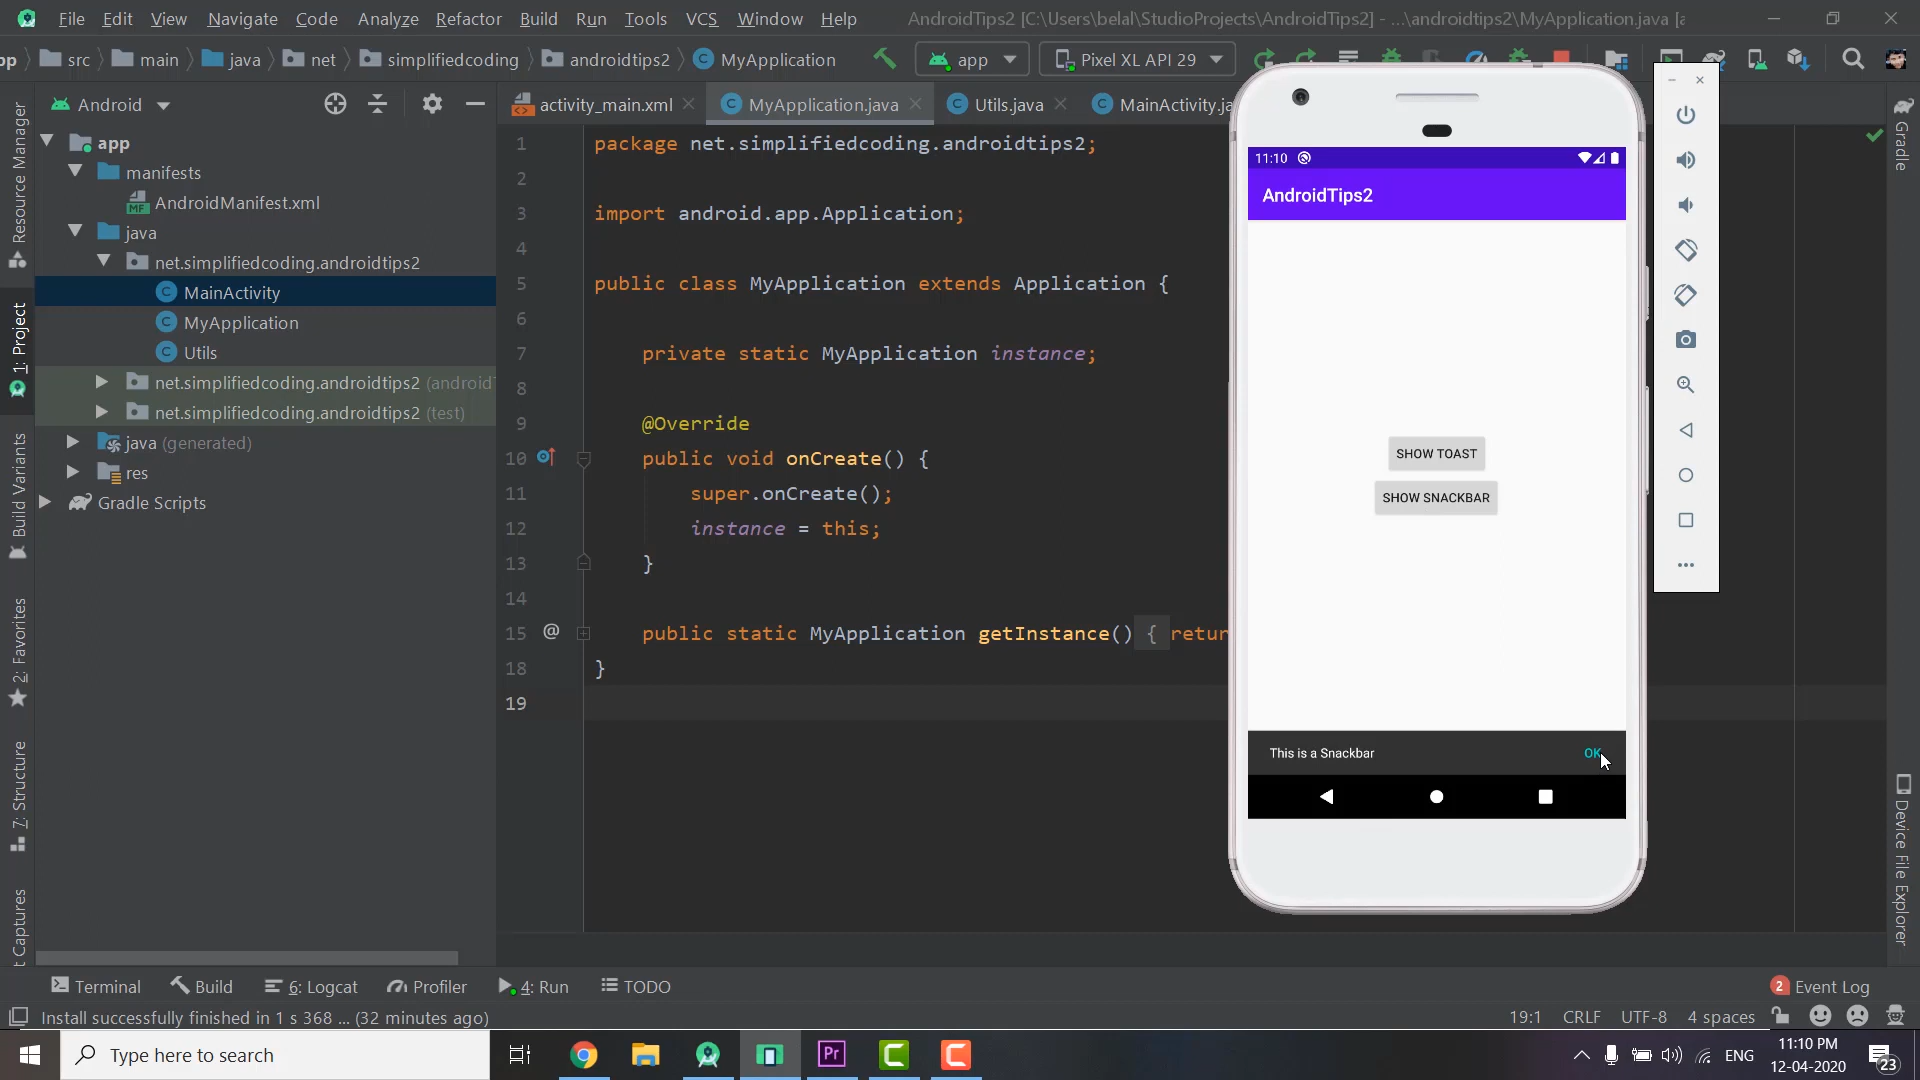 File Edit View Navigate Code Analyze Refactor Build Run Tools VCS Window Help AndroidTips2 [C:\Users\belal\StudioProjects\AndroidTips2] - ...\androidtips2\MyApplication.java [a
pp src main java net simplifiedcoding androidtips2 MyApplication app Pixel XL API 29
Android activity_main.xml MyApplication.java Utils.java MainActivity.ja
app
manifests
MF AndroidManifest.xml
java
net.simplifiedcoding.androidtips2
MainActivity
MyApplication
Utils
net.simplifiedcoding.androidtips2 (android
net.simplifiedcoding.androidtips2 (test)
java (generated)
res
Gradle Scripts
Resource Manager
1: Project
Build Variants
2: Favorites
7: Structure
t Captures
1 package net.simplifiedcoding.androidtips2;
2
3 import android.app.Application;
4
5 public class MyApplication extends Application {
6
7 private static MyApplication instance;
8
9 @Override
10 public void onCreate() {
11 super.onCreate();
12 instance = this;
13 }
14
15 public static MyApplication getInstance() { retur
18 }
19
11:10
AndroidTips2
SHOW TOAST
SHOW SNACKBAR
This is a Snackbar OK
Gradle
Device File Explorer
Terminal Build 6: Logcat Profiler 4: Run TODO 2 Event Log
Install successfully finished in 1 s 368 ... (32 minutes ago) 19:1 CRLF UTF-8 4 spaces
Type here to search Pr ENG 11:10 PM
12-04-2020 23